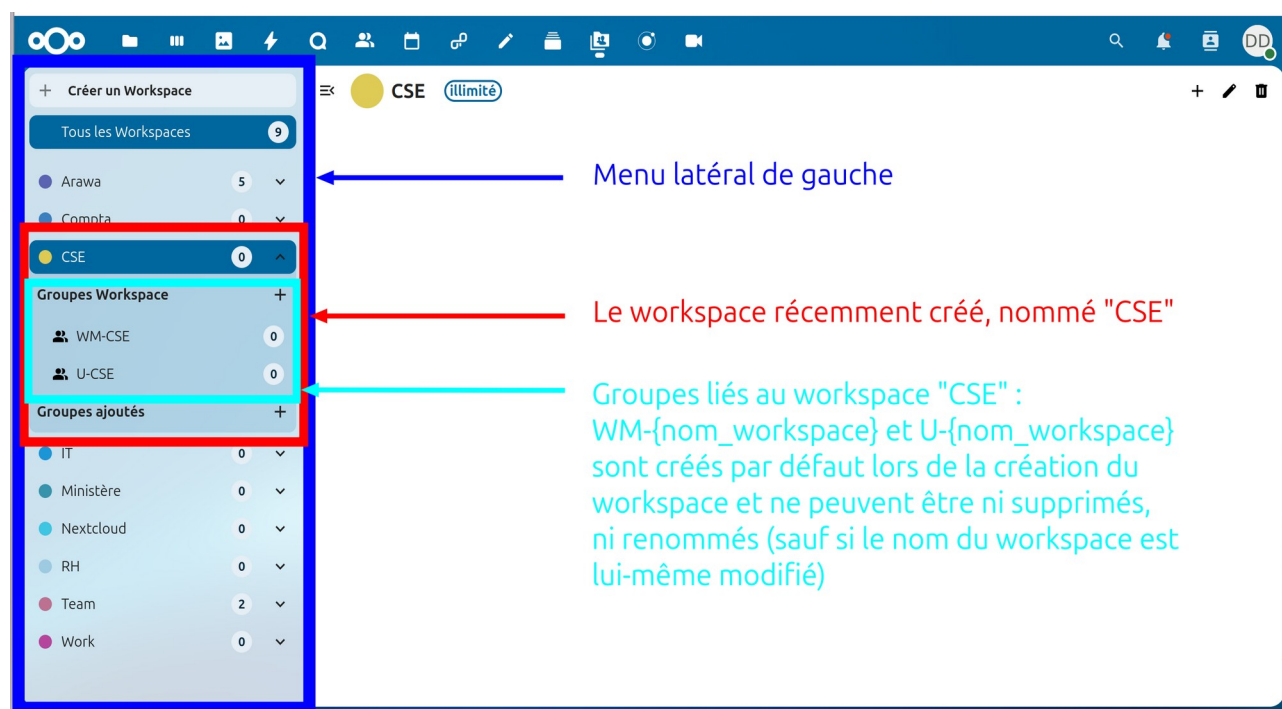 DD
+ Créer un Workspace
CSE
illimité
Tous les Workspaces 9
Menu latéral de gauche
Arawa 5
Compta 0
CSE 0
Groupes Workspace +
Le workspace récemment créé, nommé "CSE"
WM-CSE 0
U-CSE 0
Groupes liés au workspace "CSE" :
WM-{nom_workspace} et U-{nom_workspace}
sont créés par défaut lors de la création du
workspace et ne peuvent être ni supprimés,
ni renommés (sauf si le nom du workspace est
lui-même modifié)
Groupes ajoutés +
IT 0
Ministère 0
Nextcloud 0
RH 0
Team 2
Work 0